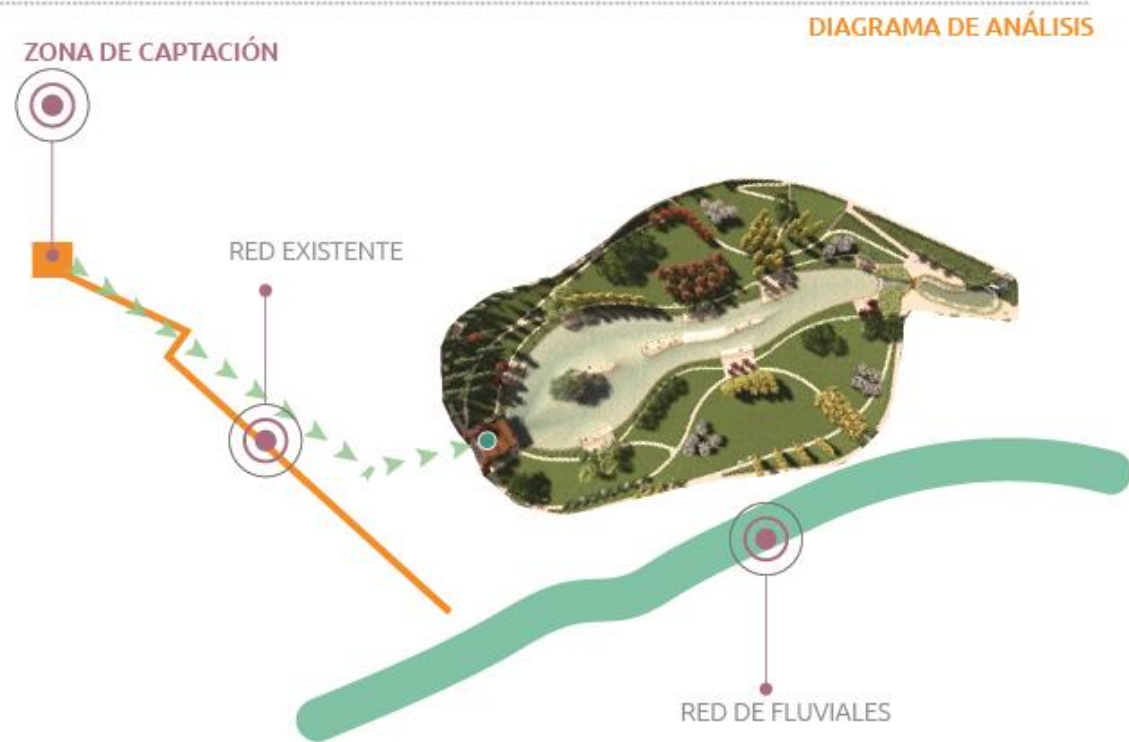 DIAGRAMA DE ANÁLISIS
ZONA DE CAPTACIÓN
RED EXISTENTE
RED DE FLUVIALES